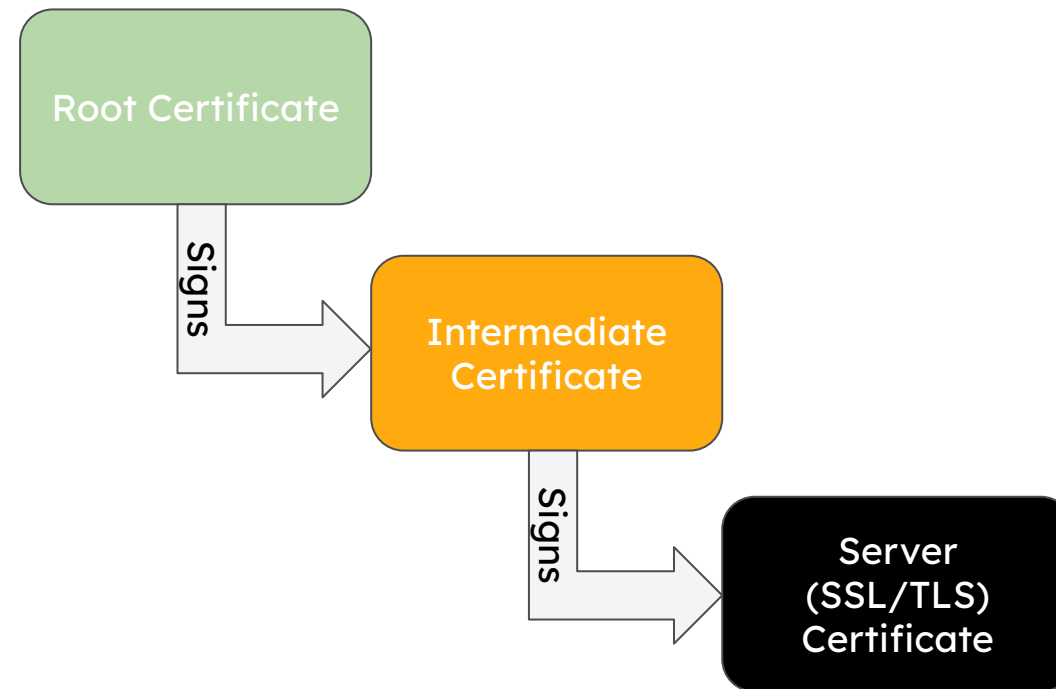 Root Certificate
Signs
Intermediate
Certificate
Signs
Server
(SSL/TLS)
Certificate